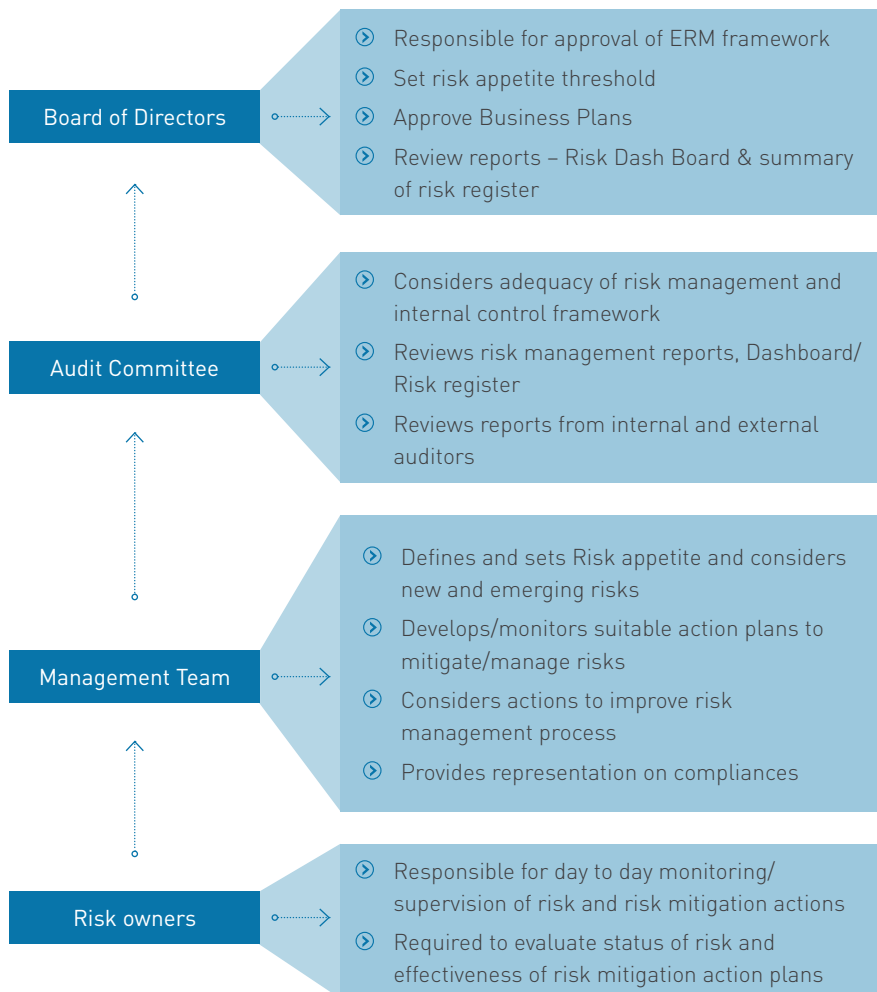 Board of Directors
Responsible for approval of ERM framework
Set risk appetite threshold
Approve Business Plans
Review reports – Risk Dash Board & summary
of risk register
Audit Committee
Considers adequacy of risk management and
internal control framework
Reviews risk management reports, Dashboard/
Risk register
Reviews reports from internal and external
auditors
Management Team
Defines and sets Risk appetite and considers
new and emerging risks
Develops/monitors suitable action plans to
mitigate/manage risks
Considers actions to improve risk
management process
Provides representation on compliances
Risk owners
Responsible for day to day monitoring/
supervision of risk and risk mitigation actions
Required to evaluate status of risk and
effectiveness of risk mitigation action plans